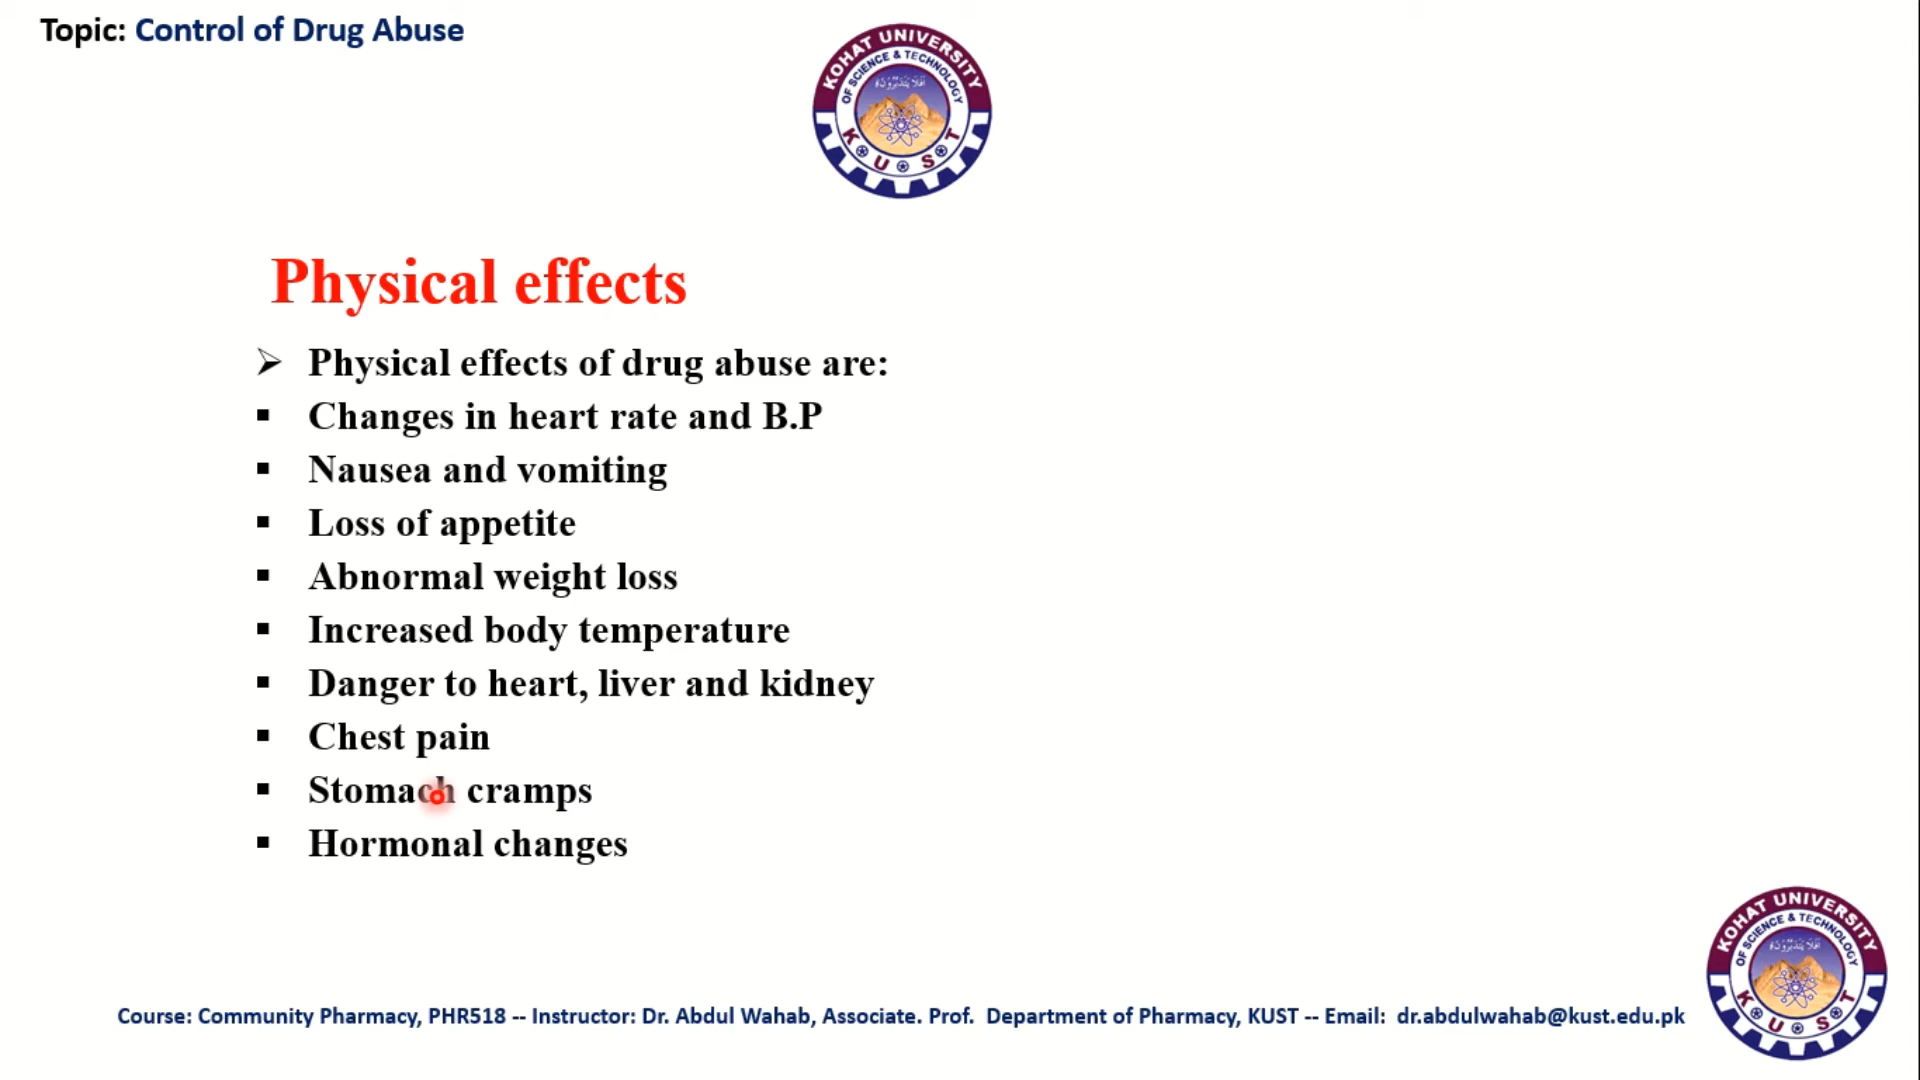 Topic: Control of Drug Abuse
KOHAT UNIVERSITY
OF SCIENCE & TECHNOLOGY
K U S T
Physical effects
➢ Physical effects of drug abuse are:
▪ Changes in heart rate and B.P
▪ Nausea and vomiting
▪ Loss of appetite
▪ Abnormal weight loss
▪ Increased body temperature
▪ Danger to heart, liver and kidney
▪ Chest pain
▪ Stomach cramps
▪ Hormonal changes
KOHAT UNIVERSITY
OF SCIENCE & TECHNOLOGY
K U S T
Course: Community Pharmacy, PHR518 -- Instructor: Dr. Abdul Wahab, Associate. Prof. Department of Pharmacy, KUST -- Email: dr.abdulwahab@kust.edu.pk